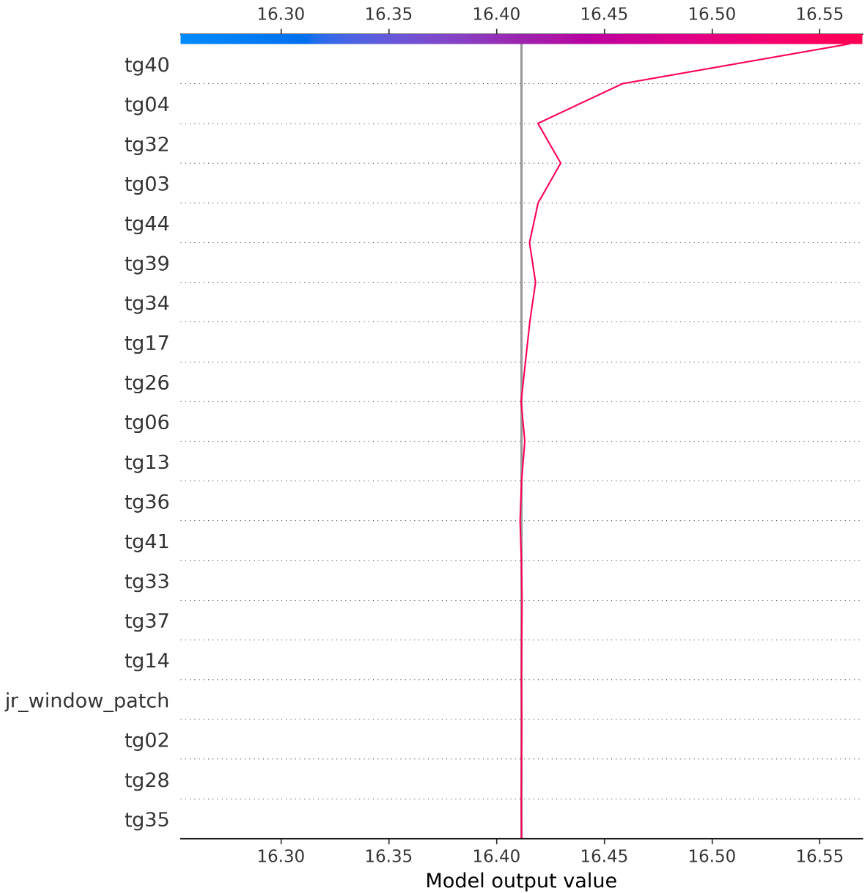 16.30 16.35 16.40 16.45 16.50 16.55
tg40
tg04
tg32
tg03
tg44
tg39
tg34
tg17
tg26
tg06
tg13
tg36
tg41
tg33
tg37
tg14
jr_window_patch
tg02
tg28
tg35
16.30 16.35 16.40 16.45 16.50 16.55
Model output value